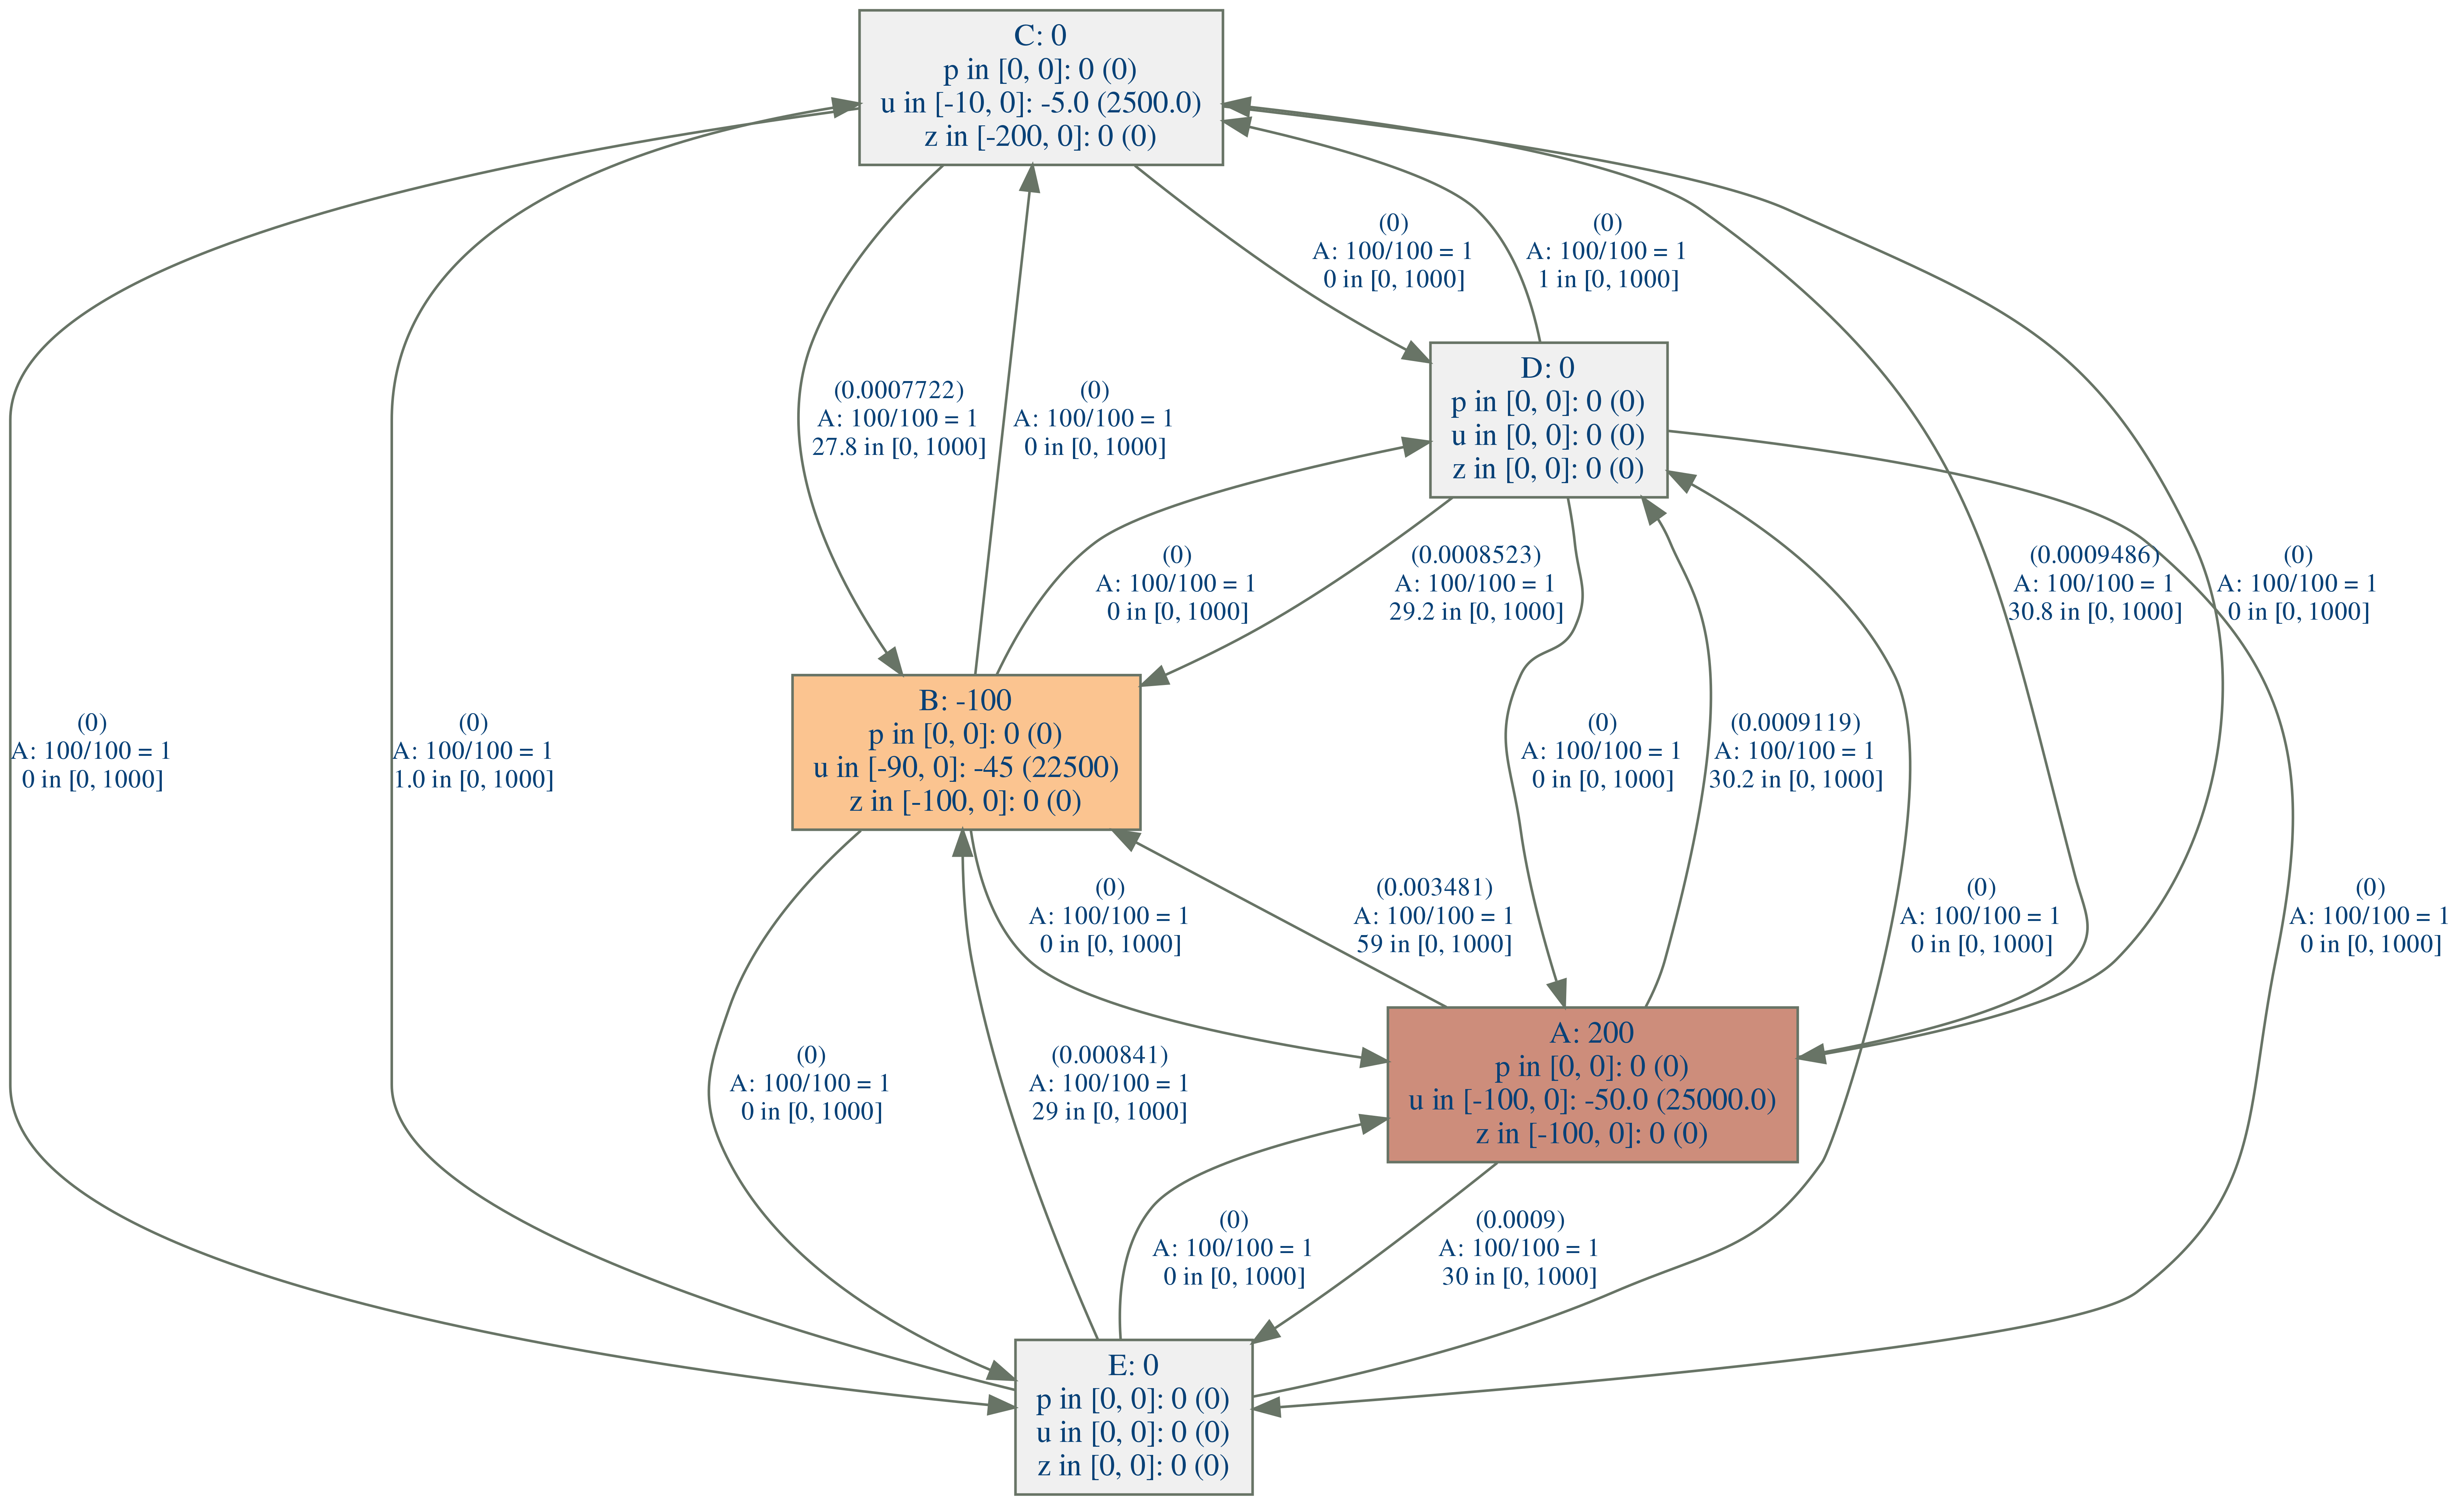 C: 0
p in [0, 0]: 0 (0)
u in [-10, 0]: -5.0 (2500.0)
z in [-200, 0]: 0 (0)
(0)
A: 100/100 = 1
0 in [0, 1000]
(0)
A: 100/100 = 1
1 in [0, 1000]
D: 0
p in [0, 0]: 0 (0)
u in [0, 0]: 0 (0)
z in [0, 0]: 0 (0)
(0.0007722)
A: 100/100 = 1
27.8 in [0, 1000]
(0)
A: 100/100 = 1
0 in [0, 1000]
(0)
A: 100/100 = 1
0 in [0, 1000]
(0.0008523)
A: 100/100 = 1
29.2 in [0, 1000]
(0.0009486)
A: 100/100 = 1
30.8 in [0, 1000]
(0)
A: 100/100 = 1
0 in [0, 1000]
(0)
A: 100/100 = 1
0 in [0, 1000]
(0)
A: 100/100 = 1
1.0 in [0, 1000]
B: -100
p in [0, 0]: 0 (0)
u in [-90, 0]: -45 (22500)
z in [-100, 0]: 0 (0)
(0)
A: 100/100 = 1
0 in [0, 1000]
(0.0009119)
A: 100/100 = 1
30.2 in [0, 1000]
(0)
A: 100/100 = 1
0 in [0, 1000]
(0.003481)
A: 100/100 = 1
59 in [0, 1000]
(0)
A: 100/100 = 1
0 in [0, 1000]
(0)
A: 100/100 = 1
0 in [0, 1000]
(0)
A: 100/100 = 1
0 in [0, 1000]
(0.000841)
A: 100/100 = 1
29 in [0, 1000]
A: 200
p in [0, 0]: 0 (0)
u in [-100, 0]: -50.0 (25000.0)
z in [-100, 0]: 0 (0)
(0)
A: 100/100 = 1
0 in [0, 1000]
(0.0009)
A: 100/100 = 1
30 in [0, 1000]
E: 0
p in [0, 0]: 0 (0)
u in [0, 0]: 0 (0)
z in [0, 0]: 0 (0)